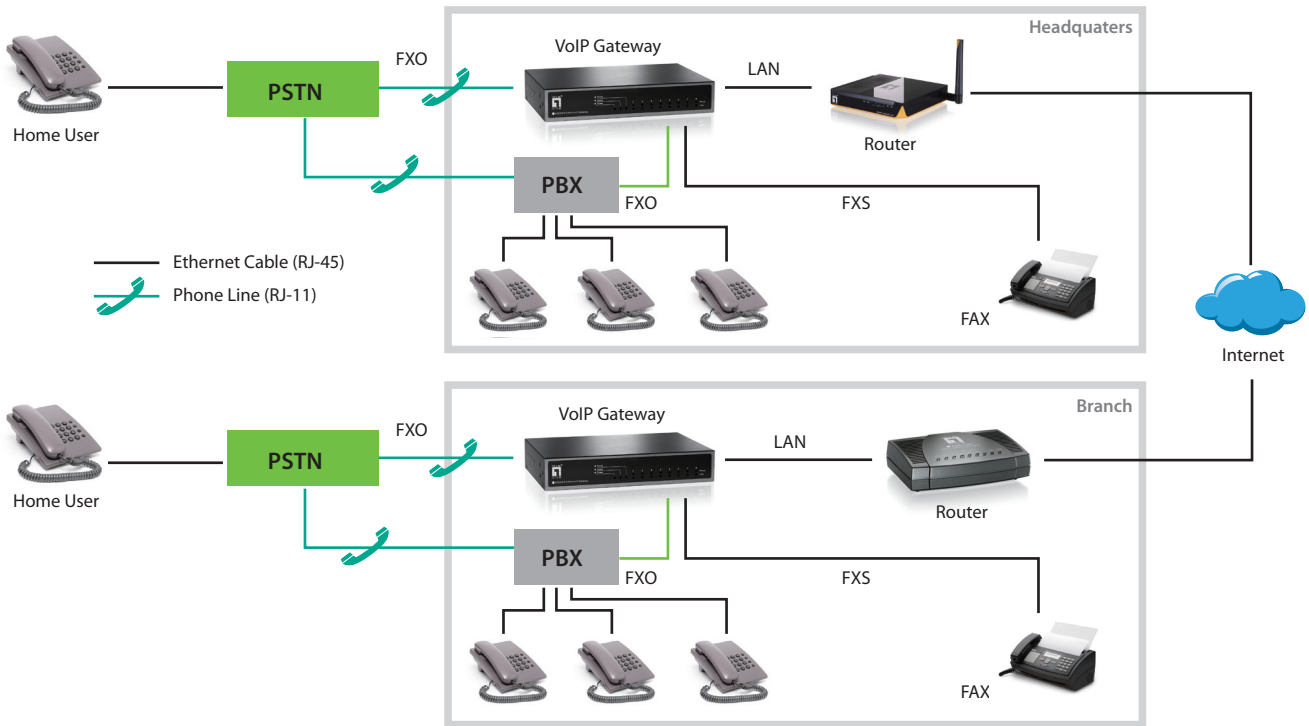 Headquaters
VoIP Gateway
FXO
LAN
PSTN
Home User
Router
PBX
FXO
FXS
Ethernet Cable (RJ-45)
Phone Line (RJ-11)
FAX
Internet
Branch
VoIP Gateway
FXO
LAN
PSTN
Home User
Router
PBX
FXO
FXS
FAX